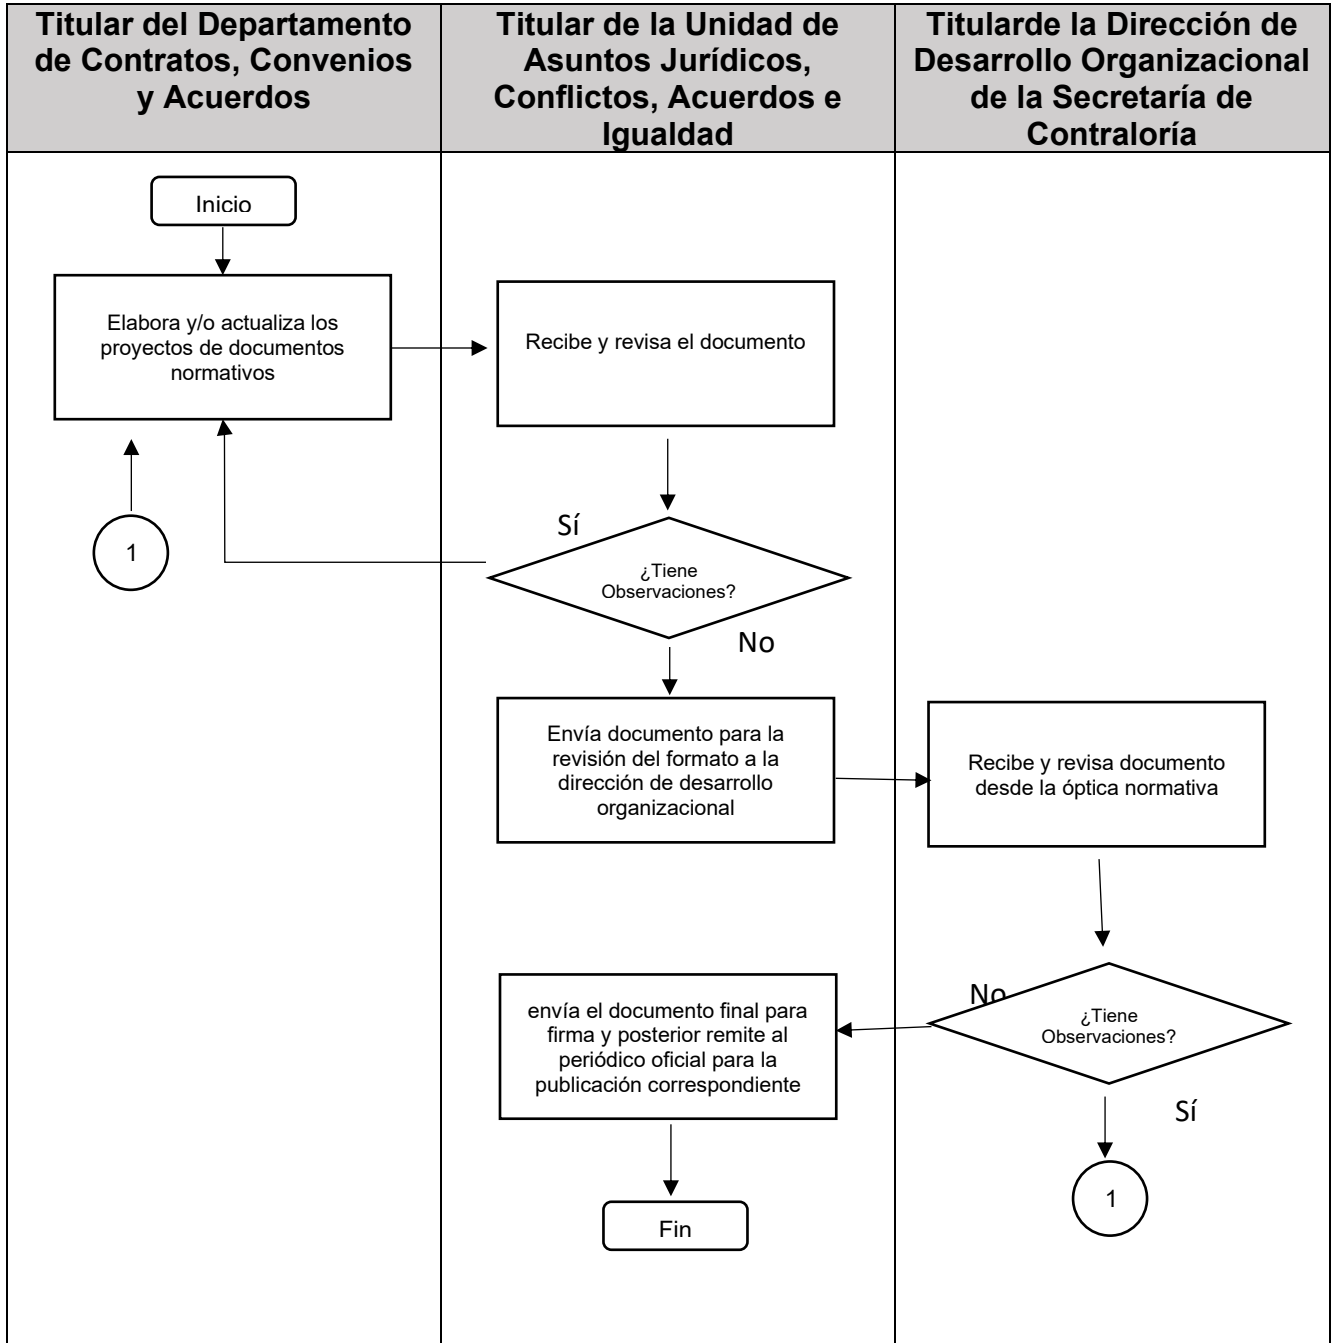 Titular del Departamento
de Contratos, Convenios
y Acuerdos
Titular de la Unidad de
Asuntos Jurídicos,
Conflictos, Acuerdos e
Igualdad
Titularde la Dirección de
Desarrollo Organizacional
de la Secretaría de
Contraloría
Inicio
Elabora y/o actualiza los
proyectos de documentos
normativos
Recibe y revisa el documento
1
Sí
¿Tiene
Observaciones?
No
Envía documento para la
revisión del formato a la
dirección de desarrollo
organizacional
Recibe y revisa documento
desde la óptica normativa
No
¿Tiene
Observaciones?
Sí
envía el documento final para
firma y posterior remite al
periódico oficial para la
publicación correspondiente
1
Fin